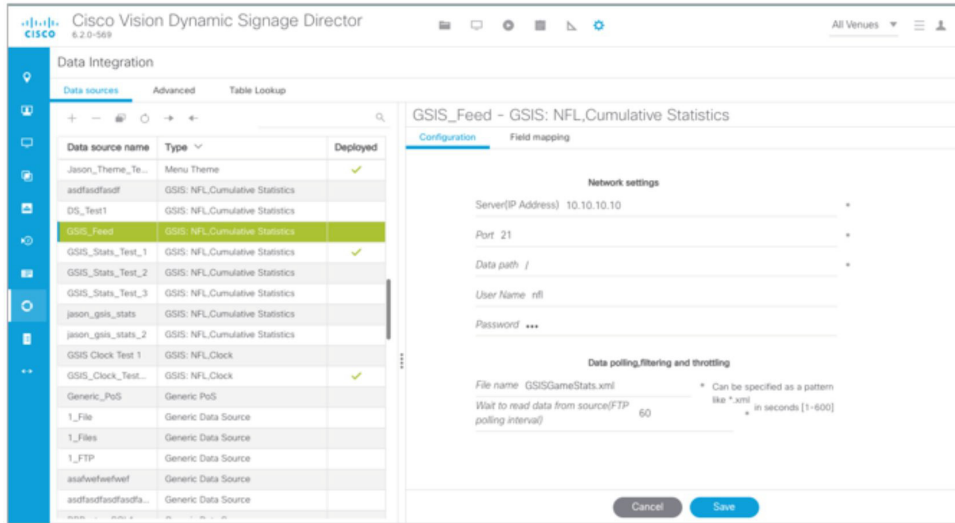 Cisco Vision Dynamic Signage Director
CISCO 6.2.0-569
All Venues
Data Integration
Data sources Advanced Table Lookup
GSIS_Feed - GSIS: NFL,Cumulative Statistics
Configuration Field mapping
Data source name Type Deployed
Jason_Theme_Te... Menu Theme
asdfasdfasdf GSIS: NFL,Cumulative Statistics
DS_Test1 GSIS: NFL,Cumulative Statistics
GSIS_Feed GSIS: NFL,Cumulative Statistics
GSIS_Stats_Test_1 GSIS: NFL,Cumulative Statistics
GSIS_Stats_Test_2 GSIS: NFL,Cumulative Statistics
GSIS_Stats_Test_3 GSIS: NFL,Cumulative Statistics
jason_gsis_stats GSIS: NFL,Cumulative Statistics
jason_gsis_stats_2 GSIS: NFL,Cumulative Statistics
GSIS Clock Test 1 GSIS: NFL,Clock
GSIS_Clock_Test... GSIS: NFL,Clock
Generic_PoS Generic PoS
1_File Generic Data Source
1_Files Generic Data Source
1_FTP Generic Data Source
asafwefwefwef Generic Data Source
asdfasdfasdfasdfa... Generic Data Source
Network settings
Server(IP Address) 10.10.10.10 *
Port 21 *
Data path / *
User Name nfl
Password •••
Data polling,filtering and throttling
File name GSISGameStats.xml * Can be specified as a pattern
like *.xml
Wait to read data from source(FTP
polling interval) 60 * in seconds [1-600]
Cancel Save